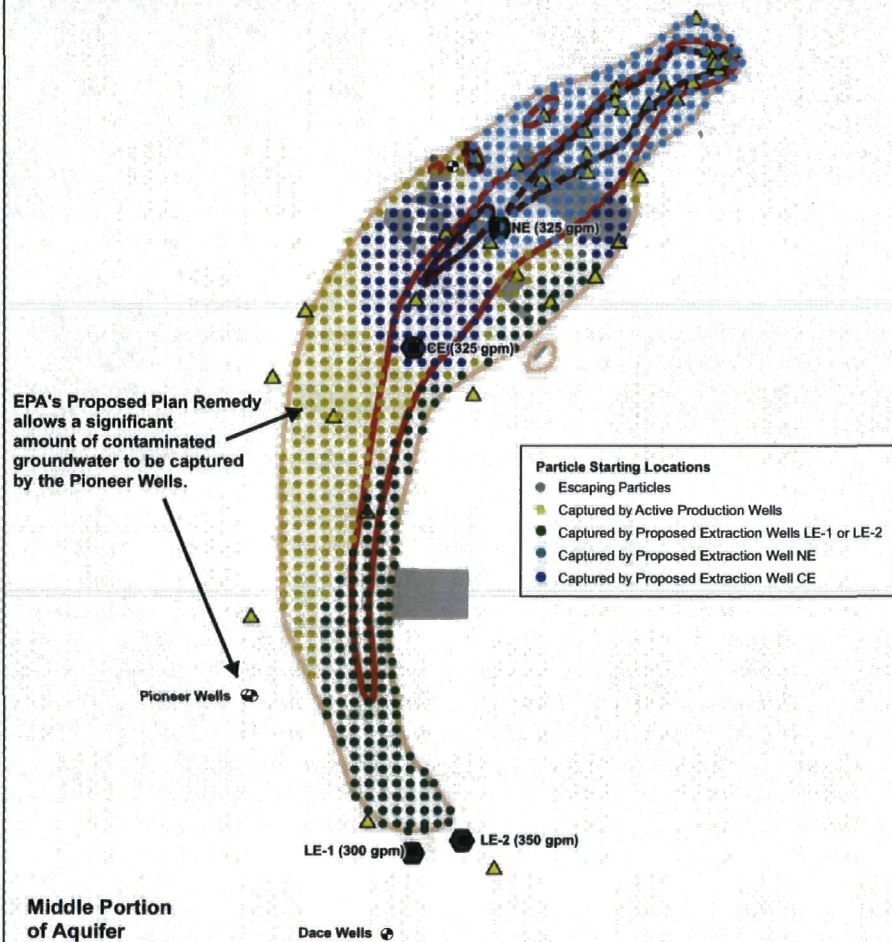 NE (325 gpm)
CE (325 gpm)
EPA's Proposed Plan Remedy
allows a significant
amount of contaminated
groundwater to be captured
by the Pioneer Wells.
Particle Starting Locations
Escaping Particles
Captured by Active Production Wells
Captured by Proposed Extraction Wells LE-1 or LE-2
Captured by Proposed Extraction Well NE
Captured by Proposed Extraction Well CE
Pioneer Wells
LE-1 (300 gpm)
LE-2 (350 gpm)
Middle Portion
of Aquifer
Dace Wells